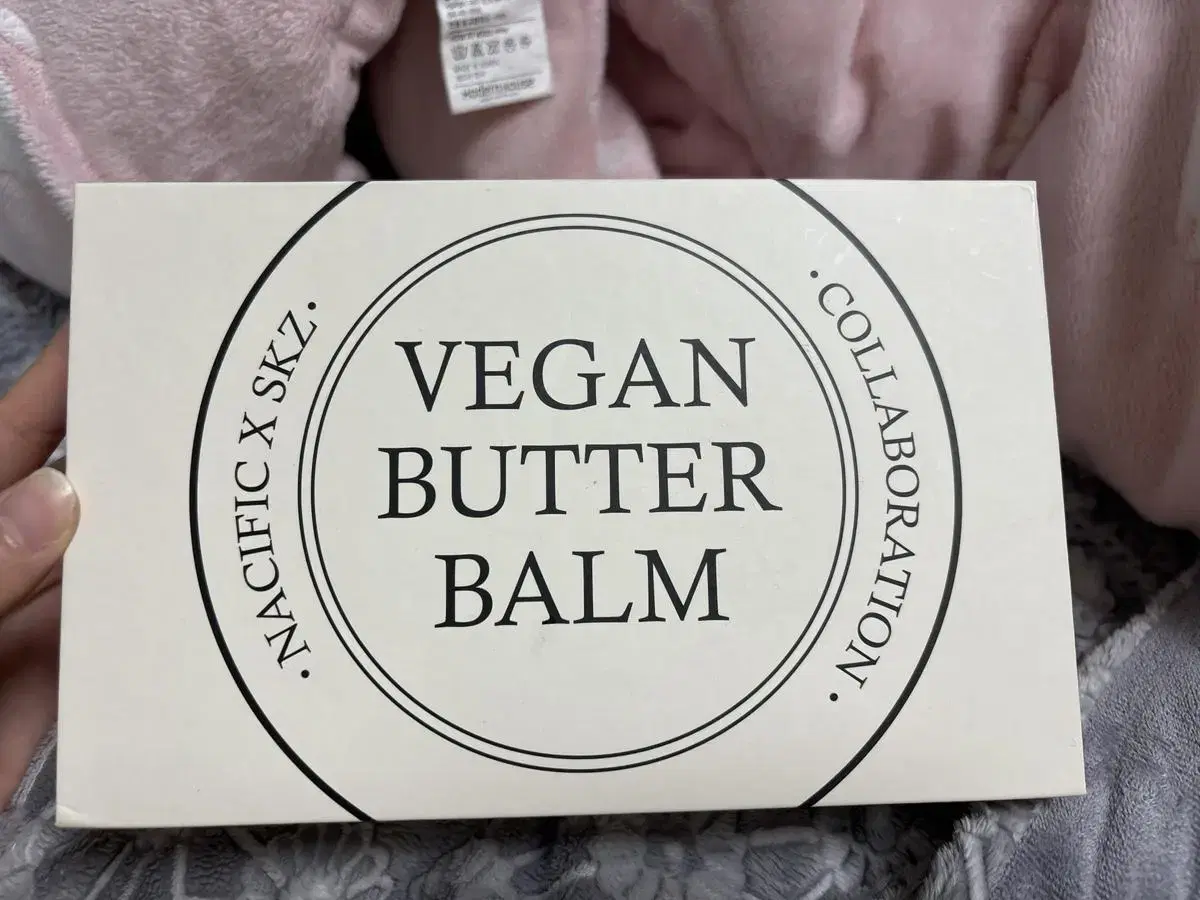 · NACIFIC X SKZ ·
VEGAN
BUTTER
BALM
· COLLABORATION ·